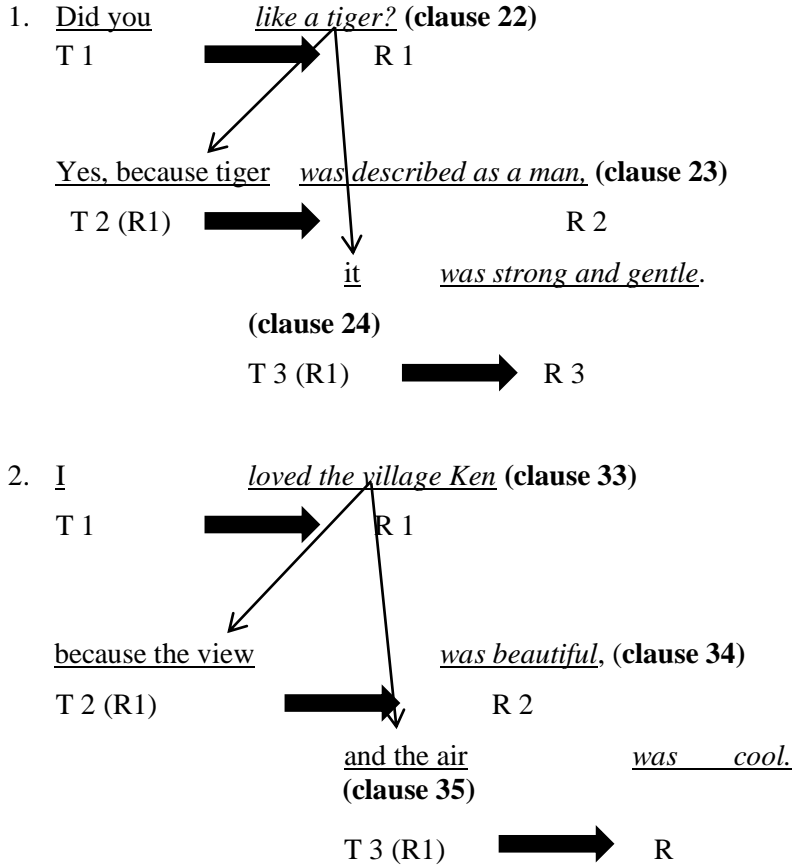 1. Did you like a tiger? (clause 22)
T 1 R 1
Yes, because tiger was described as a man, (clause 23)
T 2 (R1) R 2
it was strong and gentle.
(clause 24)
T 3 (R1) R 3
2. I loved the village Ken (clause 33)
T 1 R 1
because the view was beautiful, (clause 34)
T 2 (R1) R 2
and the air was cool.
(clause 35)
T 3 (R1) R